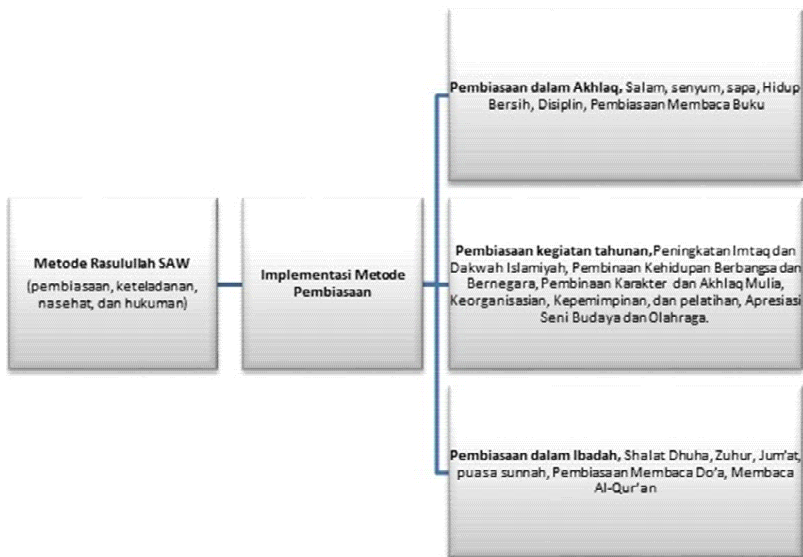 Metode Rasulullah SAW
(pembiasaan, keteladanan,
nasehat, dan hukuman)
Implementasi Metode
Pembiasaan
Pembiasaan dalam Akhlaq, Salam, senyum, sapa, Hidup
Bersih, Disiplin, Pembiasaan Membaca Buku
Pembiasaan kegiatan tahunan,Peningkatan Imtaq dan
Dakwah Islamiyah, Pembinaan Kehidupan Berbangsa dan
Bernegara, Pembinaan Karakter dan Akhlaq Mulia,
Keorganisasian, Kepemimpinan, dan pelatihan, Apresiasi
Seni Budaya dan Olahraga.
Pembiasaan dalam Ibadah, Shalat Dhuha, Zuhur, Jum'at,
puasa sunnah, Pembiasaan Membaca Do'a, Membaca
Al-Qur'an